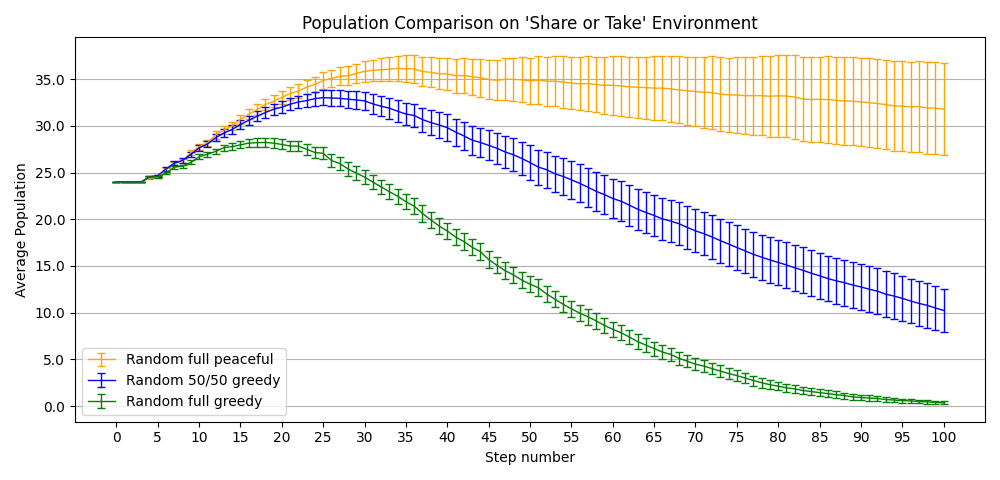 Population Comparison on 'Share or Take' Environment
Average Population
35.0
30.0
25.0
20.0
15.0
10.0
5.0
0.0
Random full peaceful
Random 50/50 greedy
Random full greedy
0 5 10 15 20 25 30 35 40 45 50 55 60 65 70 75 80 85 90 95 100
Step number